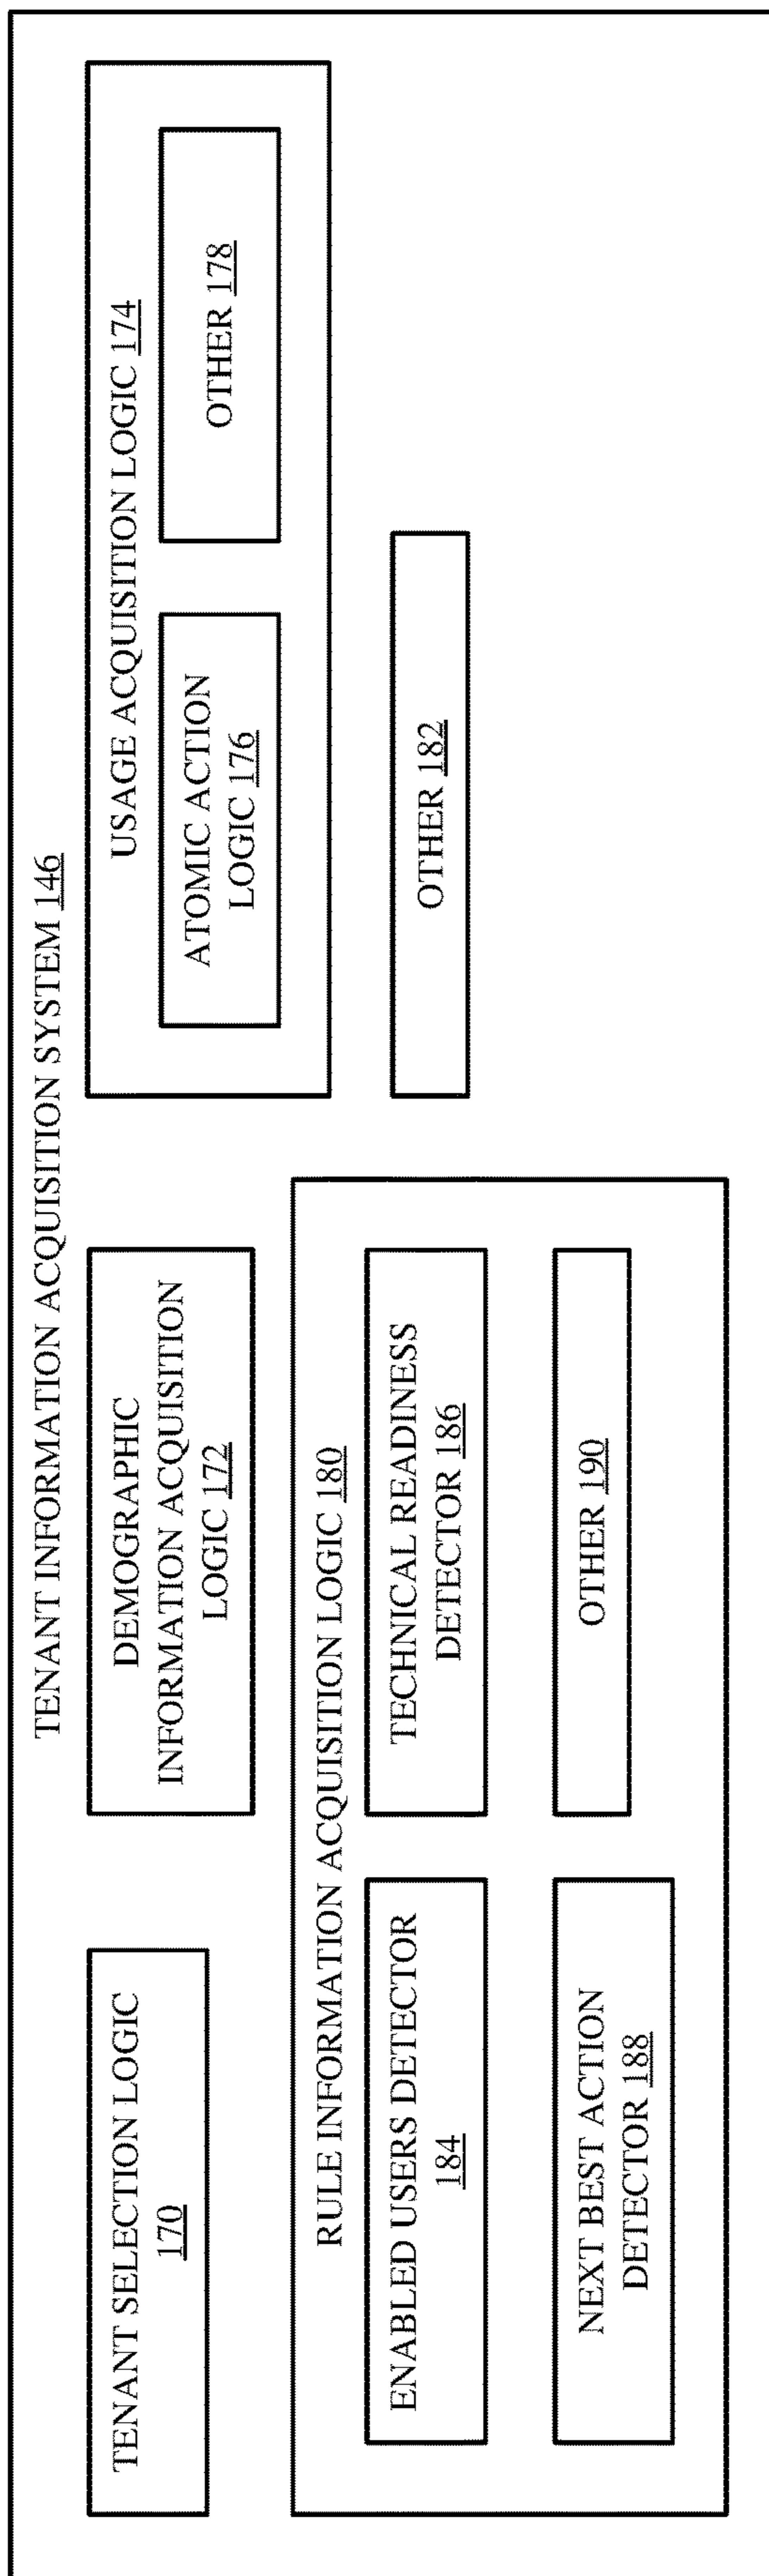 TENANT INFORMATION ACQUISITION SYSTEM 146
TENANT SELECTION LOGIC
170
DEMOGRAPHIC
INFORMATION ACQUISITION
LOGIC 172
USAGE ACQUISITION LOGIC 174
ATOMIC ACTION
LOGIC 176
OTHER 178
RULE INFORMATION ACQUISITION LOGIC 180
ENABLED USERS DETECTOR
184
TECHNICAL READINESS
DETECTOR 186
NEXT BEST ACTION
DETECTOR 188
OTHER 190
OTHER 182